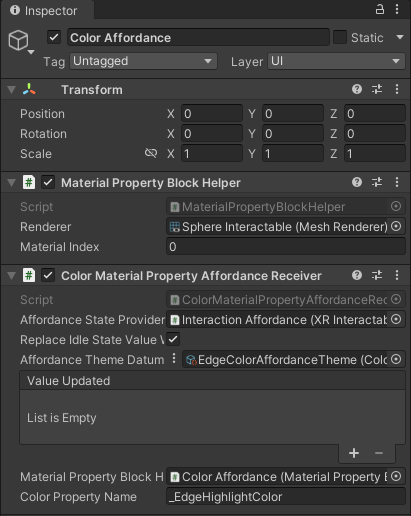 Inspector
Color Affordance Static
Tag Untagged Layer UI
Transform
Position X 0 Y 0 Z 0
Rotation X 0 Y 0 Z 0
Scale X 1 Y 1 Z 1
# Material Property Block Helper
Script # MaterialPropertyBlockHelper
Renderer Sphere Interactable (Mesh Renderer)
Material Index 0
# Color Material Property Affordance Receiver
Script # ColorMaterialPropertyAffordanceRec
Affordance State Provider # Interaction Affordance (XR Interactab
Replace Idle State Value W
Affordance Theme Datum EdgeColorAffordanceTheme (Colo
Value Updated
List is Empty
+ −
Material Property Block H # Color Affordance (Material Property B
Color Property Name _EdgeHighlightColor